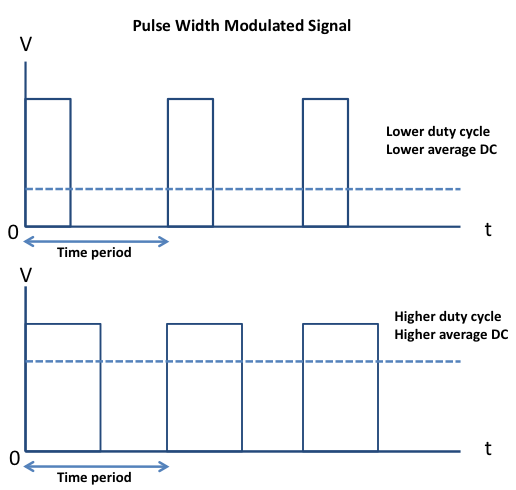 Pulse Width Modulated Signal
V
Lower duty cycle
Lower average DC
0
t
Time period
V
Higher duty cycle
Higher average DC
0
t
Time period